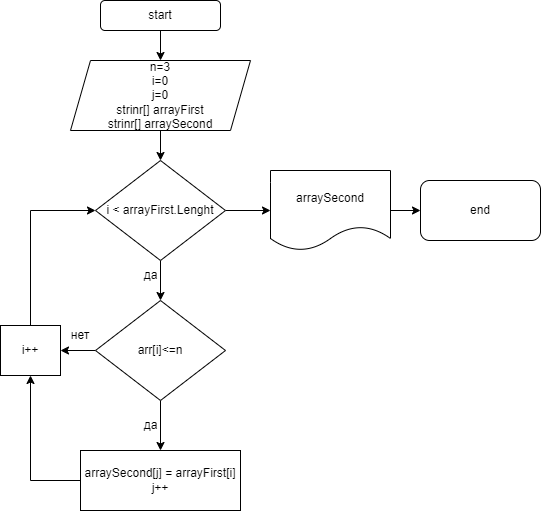 start
n=3
i=0
j=0
strinr[] arrayFirst
strinr[] arraySecond
i < arrayFirst.Lenght
arraySecond
end
да
нет
i++
arr[i]<=n
да
arraySecond[j] = arrayFirst[i]
j++